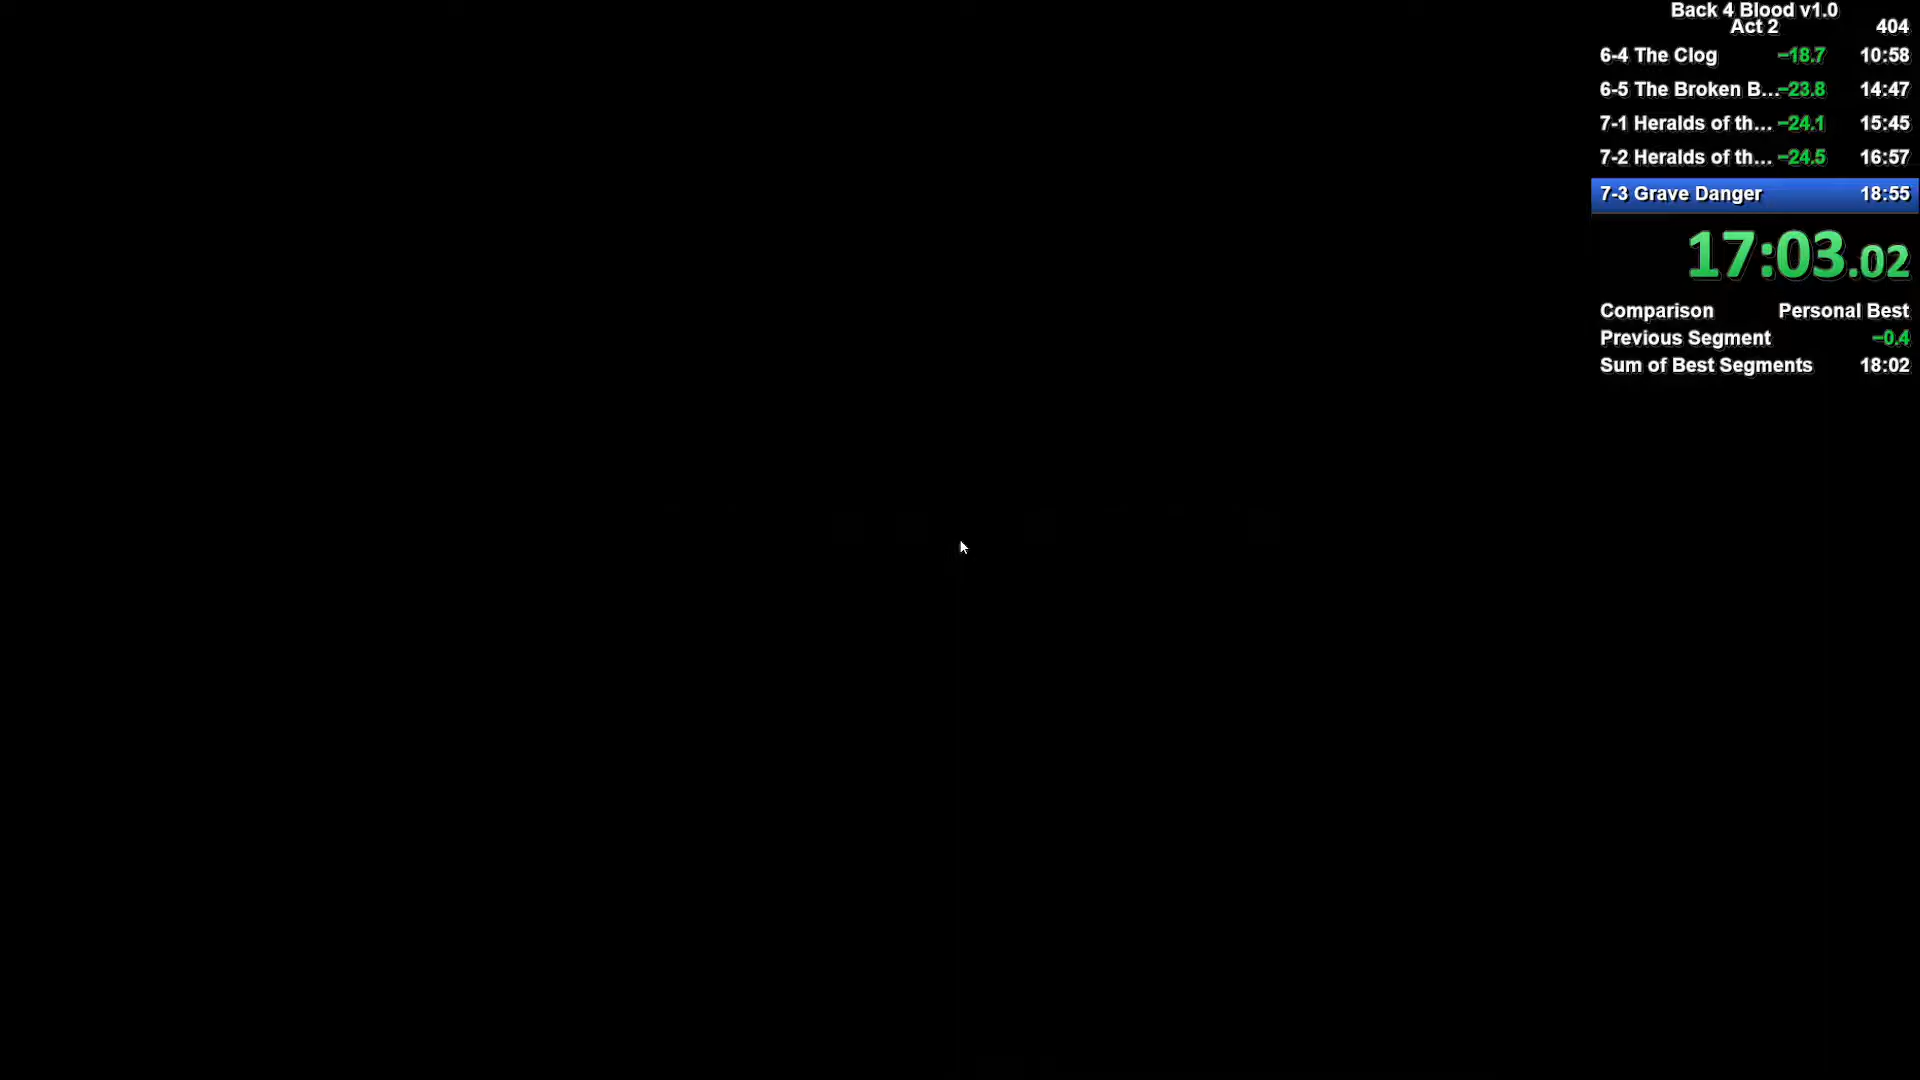 Back 4 Blood v1.0
Act 2 404
6-4 The Clog −18.7 10:58
6-5 The Broken B... −23.8 14:47
7-1 Heralds of th... −24.1 15:45
7-2 Heralds of th... −24.5 16:57
7-3 Grave Danger 18:55
17:03.02
Comparison Personal Best
Previous Segment −0.4
Sum of Best Segments 18:02